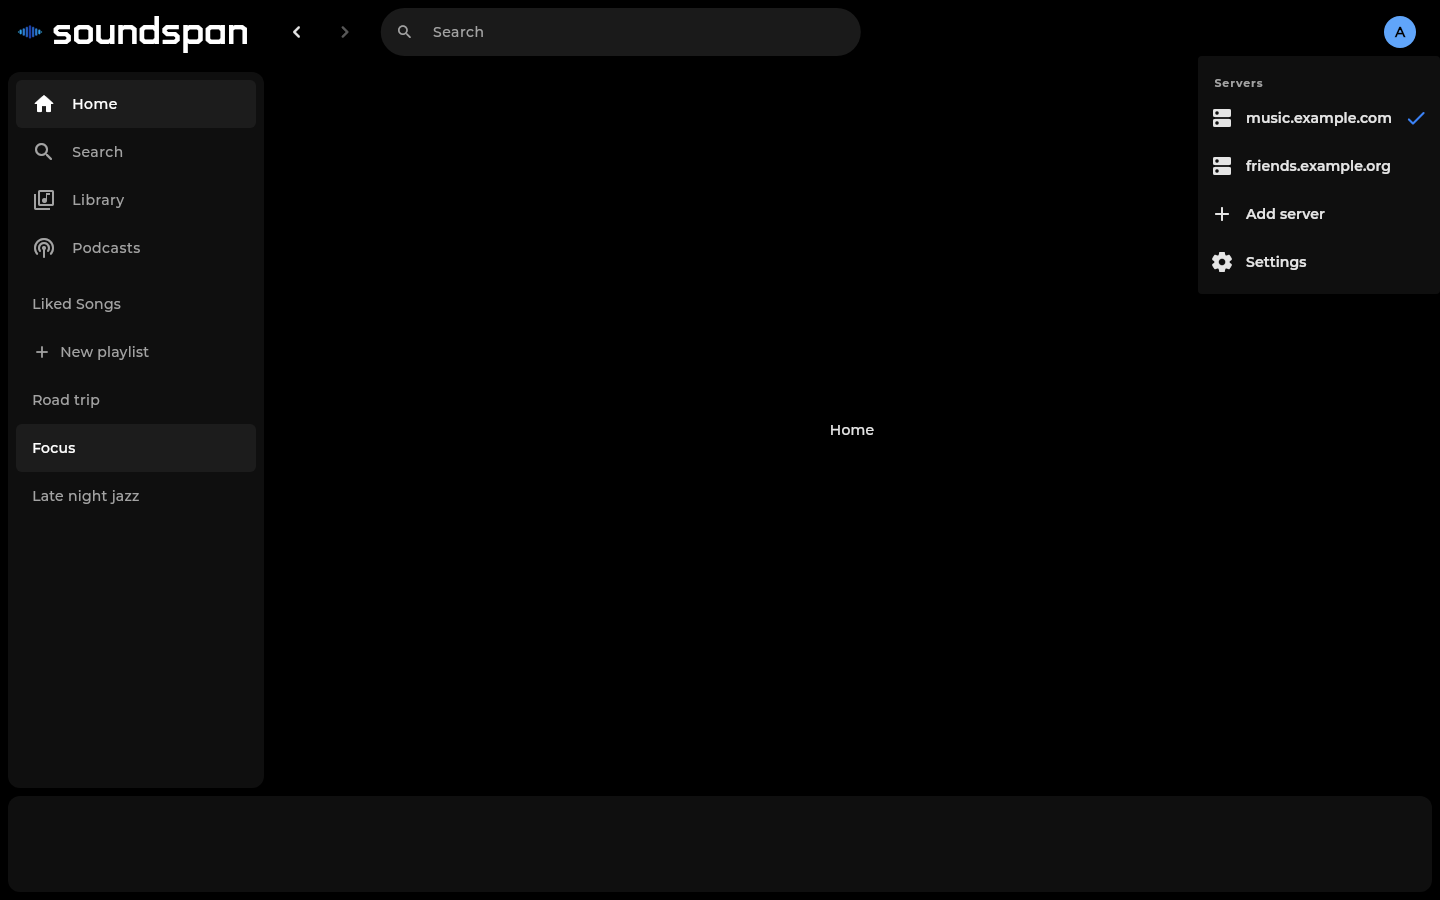 soundspan
Search
A
Servers
music.example.com
friends.example.org
Add server
Settings
Home
Search
Library
Podcasts
Liked Songs
New playlist
Road trip
Focus
Late night jazz
Home